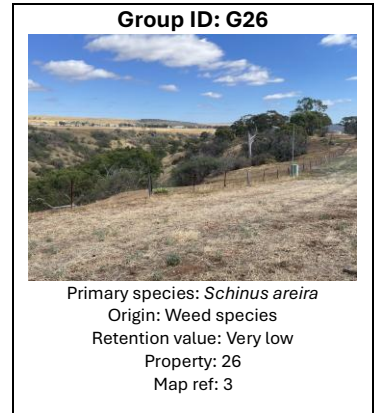 Group ID: G26
Primary species: Schinus areira
Origin: Weed species
Retention value: Very low
Property: 26
Map ref: 3